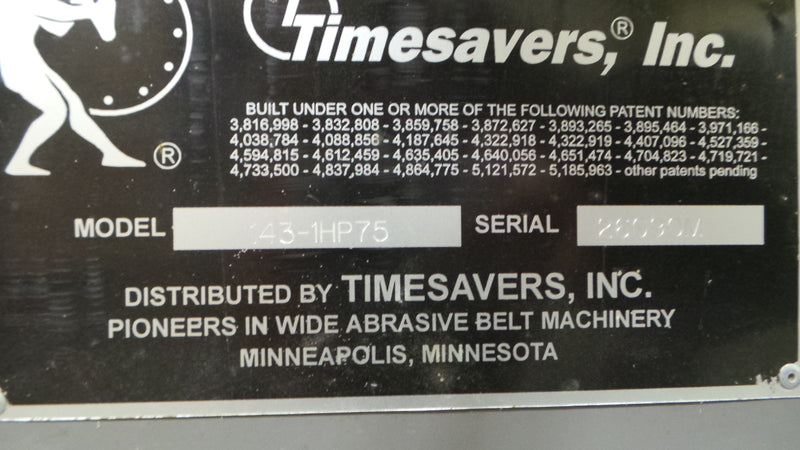 Timesavers,® Inc.
BUILT UNDER ONE OR MORE OF THE FOLLOWING PATENT NUMBERS:
3,816,998 - 3,832,808 - 3,859,758 - 3,872,627 - 3,893,265 - 3,895,464 - 3,971,166 -
4,038,784 - 4,088,856 - 4,187,645 - 4,322,918 - 4,322,919 - 4,407,096 - 4,527,359 -
4,594,815 - 4,612,459 - 4,635,405 - 4,640,056 - 4,651,474 - 4,704,823 - 4,719,721 -
4,733,500 - 4,837,984 - 4,864,775 - 5,121,572 - 5,185,963 - other patents pending
®
MODEL 143-1HP75 SERIAL
DISTRIBUTED BY TIMESAVERS, INC.
PIONEERS IN WIDE ABRASIVE BELT MACHINERY
MINNEAPOLIS, MINNESOTA